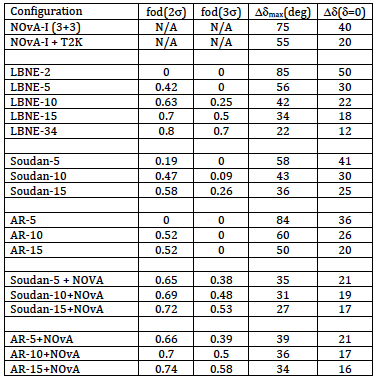 Configuration fod(2σ) fod(3σ) Δδmax(deg) Δδ(δ=0)
NOvA-I (3+3) N/A N/A 75 40
NOvA-I + T2K N/A N/A 55 20
LBNE-2 0 0 85 50
LBNE-5 0.42 0 56 30
LBNE-10 0.63 0.25 42 22
LBNE-15 0.7 0.5 34 18
LBNE-34 0.8 0.7 22 12
Soudan-5 0.19 0 58 41
Soudan-10 0.47 0.09 43 30
Soudan-15 0.58 0.26 36 25
AR-5 0 0 84 36
AR-10 0.52 0 60 26
AR-15 0.52 0 50 20
Soudan-5 + NOVA 0.65 0.38 35 21
Soudan-10+NOvA 0.69 0.48 31 19
Soudan-15+NOvA 0.72 0.53 27 17
AR-5+NOvA 0.66 0.39 39 21
AR-10+NOvA 0.7 0.5 36 17
AR-15+NOvA 0.74 0.58 34 16